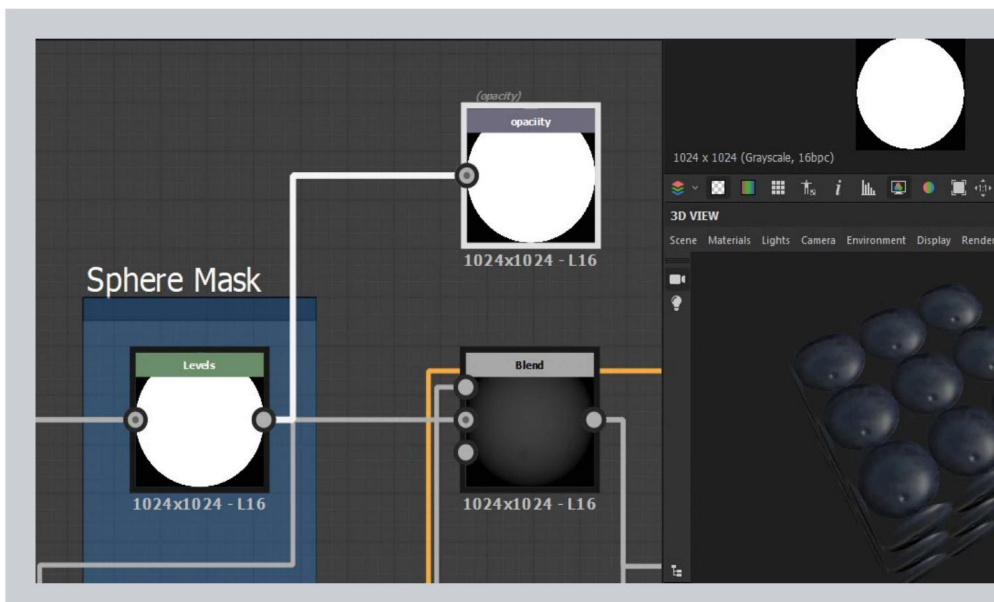 (opacity)
opaciity
1024x1024 - L16
Sphere Mask
Levels
1024x1024 - L16
Blend
1024x1024 - L16
1024 x 1024 (Grayscale, 16bpc)
3D VIEW
Scene Materials Lights Camera Environment Display Render